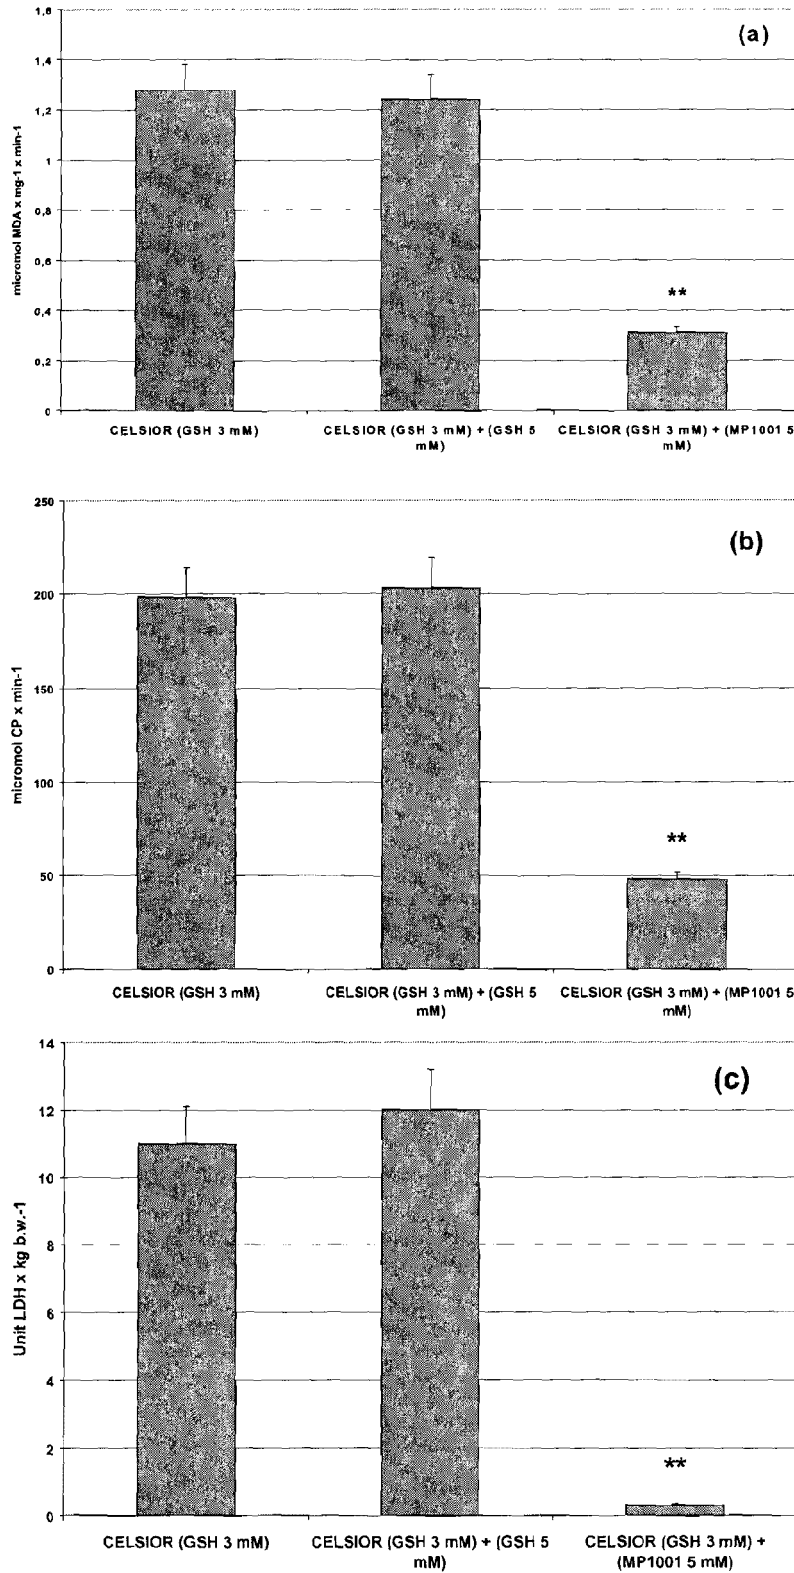 1,6
(a)
1,4
1,2
1
0,8
0,6
0,4
0,2
0
micromol MDA x mg-1 x min-1
**
CELSIOR (GSH 3 mM)
CELSIOR (GSH 3 mM) + (GSH 5
mM)
CELSIOR (GSH 3 mM) + (MP1001 5
mM)
250
(b)
200
150
100
50
0
micromol CP x min-1
**
CELSIOR (GSH 3 mM)
CELSIOR (GSH 3 mM) + (GSH 5
mM)
CELSIOR (GSH 3 mM) + (MP1001 5
mM)
14
(c)
12
10
8
6
4
2
0
Unit LDH x kg b.w.-1
**
CELSIOR (GSH 3 mM)
CELSIOR (GSH 3 mM) + (GSH 5
mM)
CELSIOR (GSH 3 mM) +
(MP1001 5 mM)